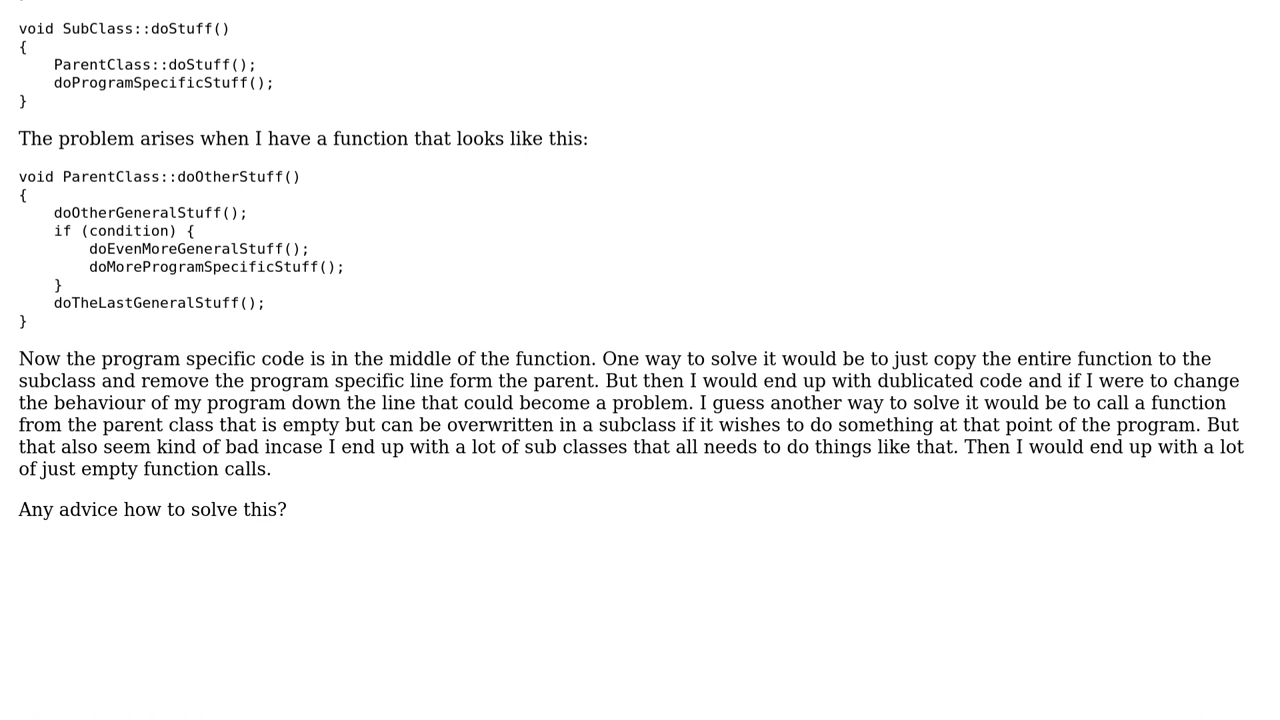 void SubClass::doStuff()
{
    ParentClass::doStuff();
    doProgramSpecificStuff();
}
The problem arises when I have a function that looks like this:
void ParentClass::doOtherStuff()
{
    doOtherGeneralStuff();
    if (condition) {
        doEvenMoreGeneralStuff();
        doMoreProgramSpecificStuff();
    }
    doTheLastGeneralStuff();
}
Now the program specific code is in the middle of the function. One way to solve it would be to just copy the entire function to the
subclass and remove the program specific line form the parent. But then I would end up with dublicated code and if I were to change
the behaviour of my program down the line that could become a problem. I guess another way to solve it would be to call a function
from the parent class that is empty but can be overwritten in a subclass if it wishes to do something at that point of the program. But
that also seem kind of bad incase I end up with a lot of sub classes that all needs to do things like that. Then I would end up with a lot
of just empty function calls.
Any advice how to solve this?